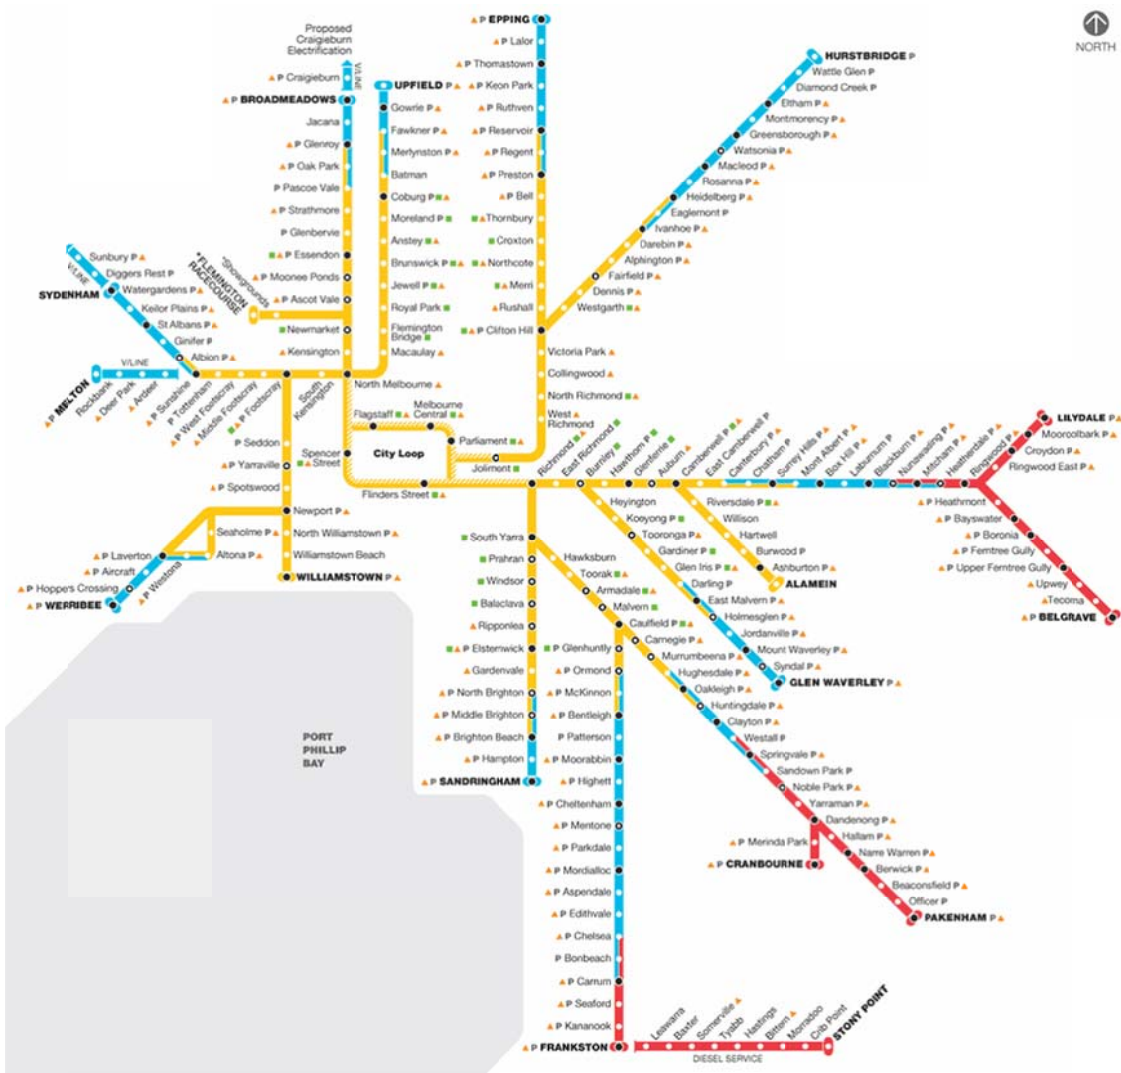 NORTH
Proposed
Craigieburn
Electrification
V/LINE
P Craigieburn
P BROADMEADOWS
Jacana
P Glenroy
P Oak Park
P Pascoe Vale
P Strathmore
P Glenbervie
P Essendon
P Moonee Ponds
P Ascot Vale
Newmarket
Kensington
*Showgrounds
*FLEMINGTON
RACECOURSE
UPFIELD P
Gowrie P
Fawkner P
Merlynston P
Batman
Coburg P
Moreland P
Anstey
Brunswick P
Jewell P
Royal Park
Flemington
Bridge
Macaulay
P EPPING
P Lalor
P Thomastown
P Keon Park
P Ruthven
P Reservoir
P Regent
P Preston
Bell
Thornbury
Croxton
Northcote
Merri
Rushall
P Clifton Hill
Victoria Park
Collingwood
North Richmond
West
Richmond
HURSTBRIDGE P
Wattle Glen P
Diamond Creek P
Eltham P
Montmorency P
Greensborough P
Watsonia P
Macleod P
Rosanna P
Heidelberg P
Eaglemont P
Ivanhoe P
Darebin
Alphington P
Fairfield P
Dennis P
Westgarth
Sunbury P
V/LINE
Diggers Rest P
SYDENHAM
Watergardens P
Keilor Plains P
St Albans P
Ginifer P
Albion P
V/LINE
P MELTON
Rockbank
Deer Park
Ardeer
P Sunshine
P Tottenham
P West Footscray
Middle Footscray
P Footscray
South
Kensington
North Melbourne
P Seddon
P Yarraville
P Spotswood
Newport P
North Williamstown P
Williamstown Beach
WILLIAMSTOWN P
Seaholme P
Altona P
P Westona
P Laverton
P Aircraft
P Hoppers Crossing
P WERRIBEE
Flagstaff
Melbourne
Central
Parliament
City Loop
Spencer
Street
Jolimont
Flinders Street
Richmond
East Richmond
Burnley
Hawthorn P
Glenferrie
Auburn
Camberwell P
East Camberwell P
Canterbury P
Chatham P
Surrey Hills P
Mont Albert P
Box Hill P
Laburnum P
Blackburn P
Nunawading P
Mitcham P
Heatherdale P
Ringwood P
LILYDALE P
Mooroolbark P
Croydon P
Ringwood East P
P Heathmont
P Bayswater
P Boronia
P Ferntree Gully
P Upper Ferntree Gully
Upwey
Tecoma
P BELGRAVE
Riversdale P
Willison
Hartwell
Burwood P
Ashburton P
ALAMEIN
Heyington
Kooyong P
Tooronga P
Gardiner P
Glen Iris P
Darling P
East Malvern P
Holmesglen P
Jordanville P
Mount Waverley P
Syndal P
GLEN WAVERLEY P
South Yarra
Prahran
Windsor
Balaclava
Ripponlea
P Elsternwick
Gardenvale
P North Brighton
P Middle Brighton
P Brighton Beach
P Hampton
P SANDRINGHAM
Hawksburn
Toorak
Armadale
Malvern
Caulfield P
Carnegie P
Murrumbeena P
Hughesdale P
Oakleigh P
Huntingdale P
Clayton P
Westall P
Springvale P
Sandown Park P
Noble Park P
Yarraman P
Dandenong P
Hallam P
Narre Warren P
Berwick P
Beaconsfield P
Officer P
PAKENHAM P
P Merinda Park
P CRANBOURNE
P Glenhuntly
P Ormond
P McKinnon
P Bentleigh
Patterson
P Moorabbin
P Highett
P Cheltenham
P Mentone
P Parkdale
P Mordialloc
P Aspendale
P Edithvale
P Chelsea
P Bonbeach
P Carrum
P Seaford
P Kananook
P FRANKSTON
Leawarra
Baxter
Somerville
Tyabb
Hastings
Bittern
Morradoo
Crib Point
STONY POINT
DIESEL SERVICE
PORT
PHILLIP
BAY